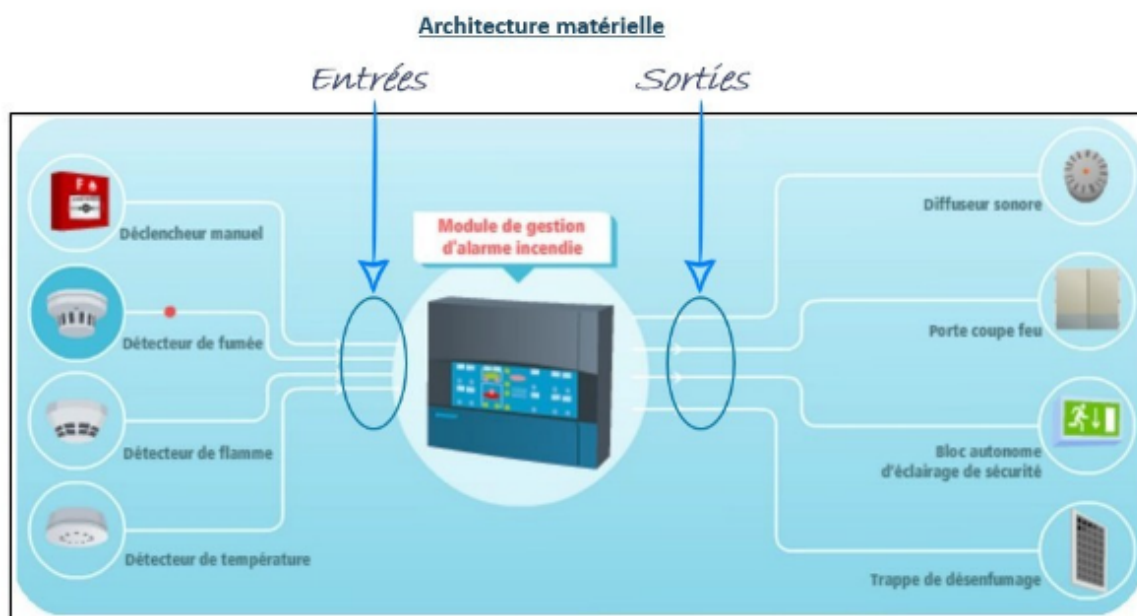 Architecture matérielle
Entrées
Sorties
Déclencheur manuel
Détecteur de fumée
Détecteur de flamme
Détecteur de température
Module de gestion
d'alarme incendie
Diffuseur sonore
Porte coupe feu
Bloc autonome
d'éclairage de sécurité
Trappe de désenfumage